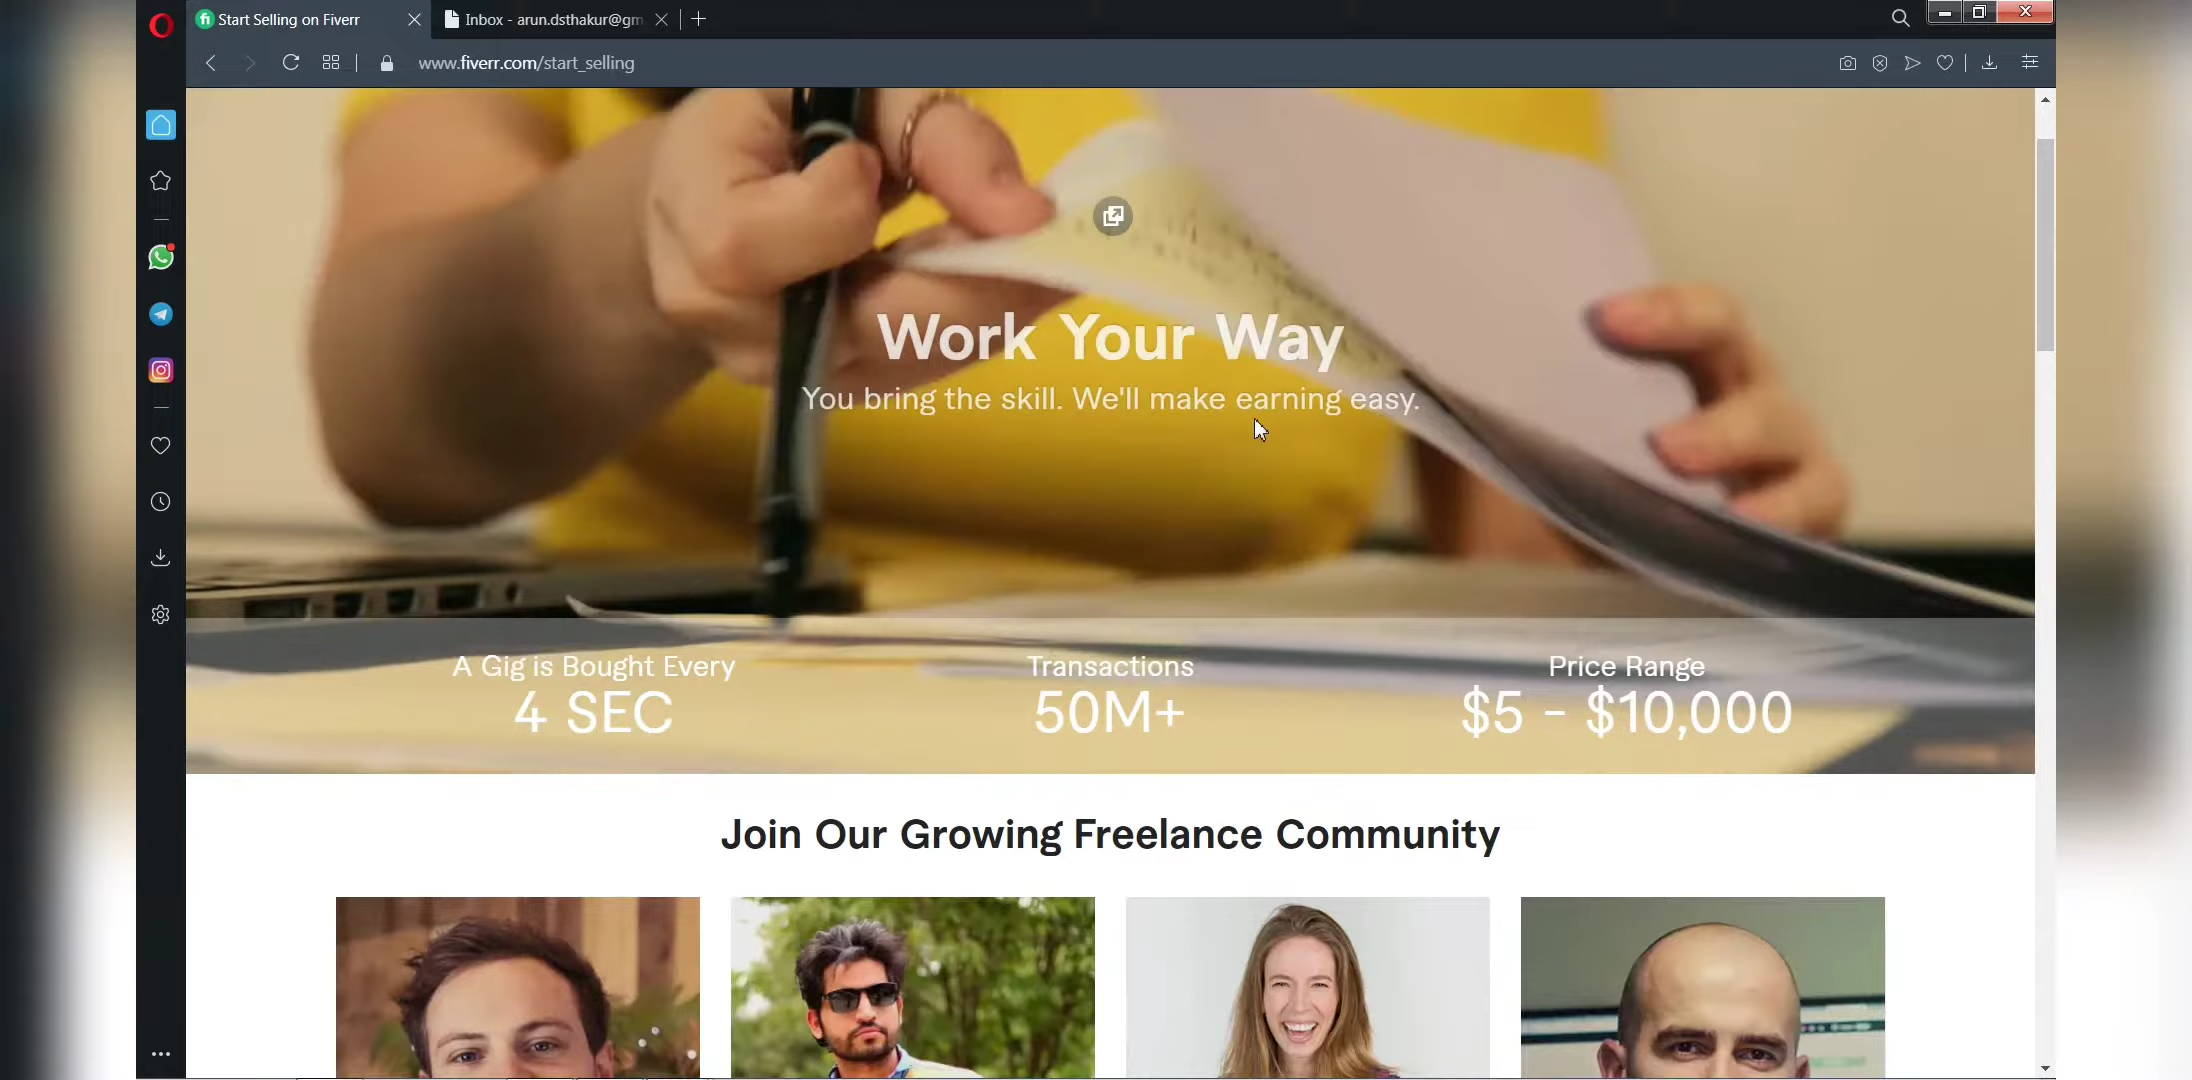 Start Selling on Fiverr
Inbox - arun.dsthakur@gm
www.fiverr.com/start_selling
Work Your Way
You bring the skill. We'll make earning easy.
A Gig is Bought Every
4 SEC
Transactions
50M+
Price Range
$5 - $10,000
Join Our Growing Freelance Community